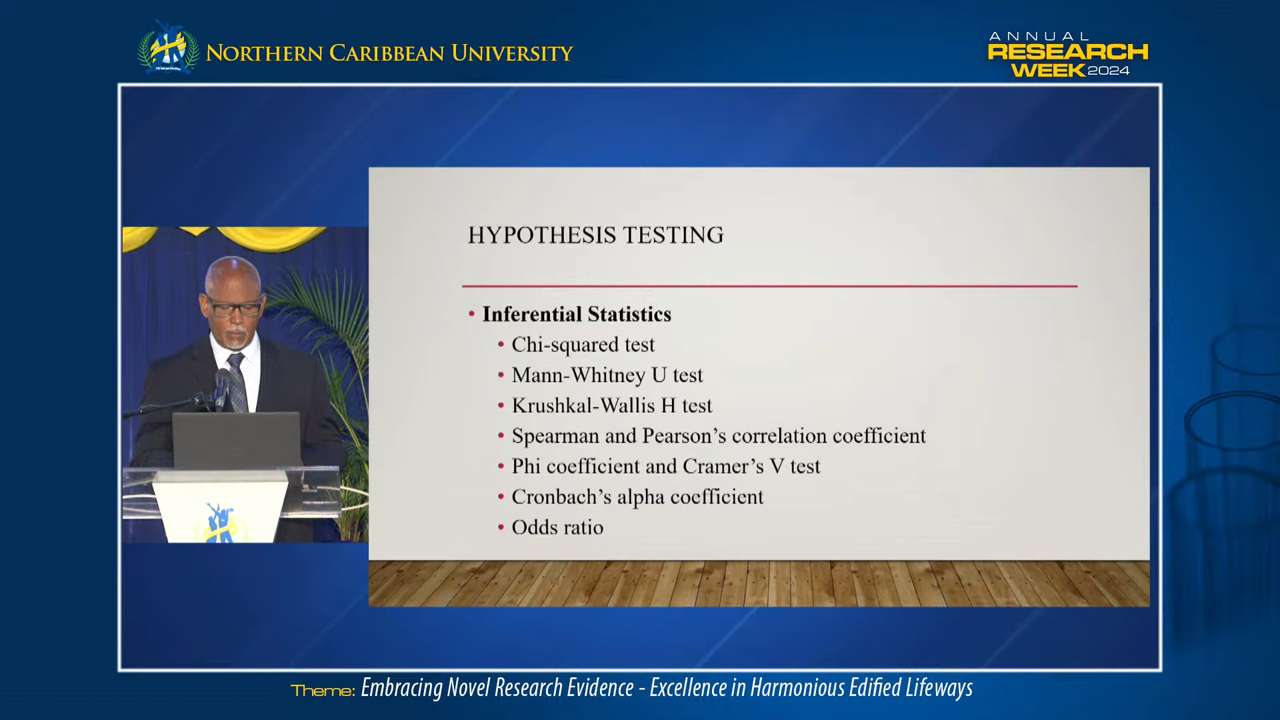 NORTHERN CARIBBEAN UNIVERSITY
ANNUAL
RESEARCH
WEEK 2024
HYPOTHESIS TESTING
• Inferential Statistics
• Chi-squared test
• Mann-Whitney U test
• Krushkal-Wallis H test
• Spearman and Pearson's correlation coefficient
• Phi coefficient and Cramer's V test
• Cronbach's alpha coefficient
• Odds ratio
Theme: Embracing Novel Research Evidence - Excellence in Harmonious Edified Lifeways